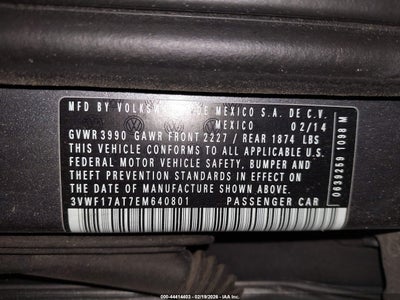 MFD BY VOLKSWAGEN DE MEXICO S.A. DE C.V.
MEXICO 02/14
GVWR 3990 GAWR FRONT 2227 / REAR 1874 LBS
THIS VEHICLE CONFORMS TO ALL APPLICABLE U.S.
FEDERAL MOTOR VEHICLE SAFETY, BUMPER AND
THEFT PREVENTION STANDARDS IN EFFECT ON
THE DATE OF MANUFACTURE SHOWN ABOVE
3VWF17AT7EM640801 PASSENGER CAR
0639259 1098 M
000-44414403 - 02/19/2026 - IAA Inc.